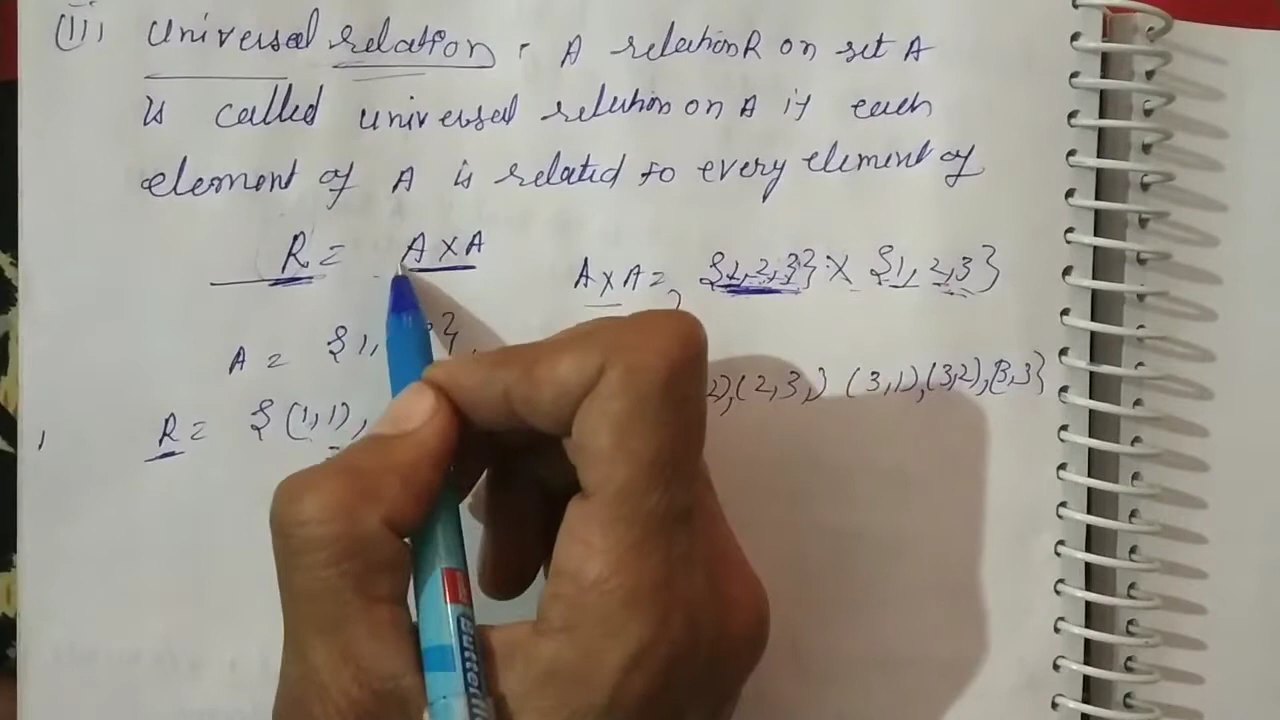 (ii) Universal relation : A relation R on set A
is called universal relation on A if each
element of A is related to every element of
R = A X A
A X A = {1,2,3} X {1,2,3}
A = {1, }
2),(2,3,) (3,1),(3,2),(3,3}
R = {(1,1),
Butterfl